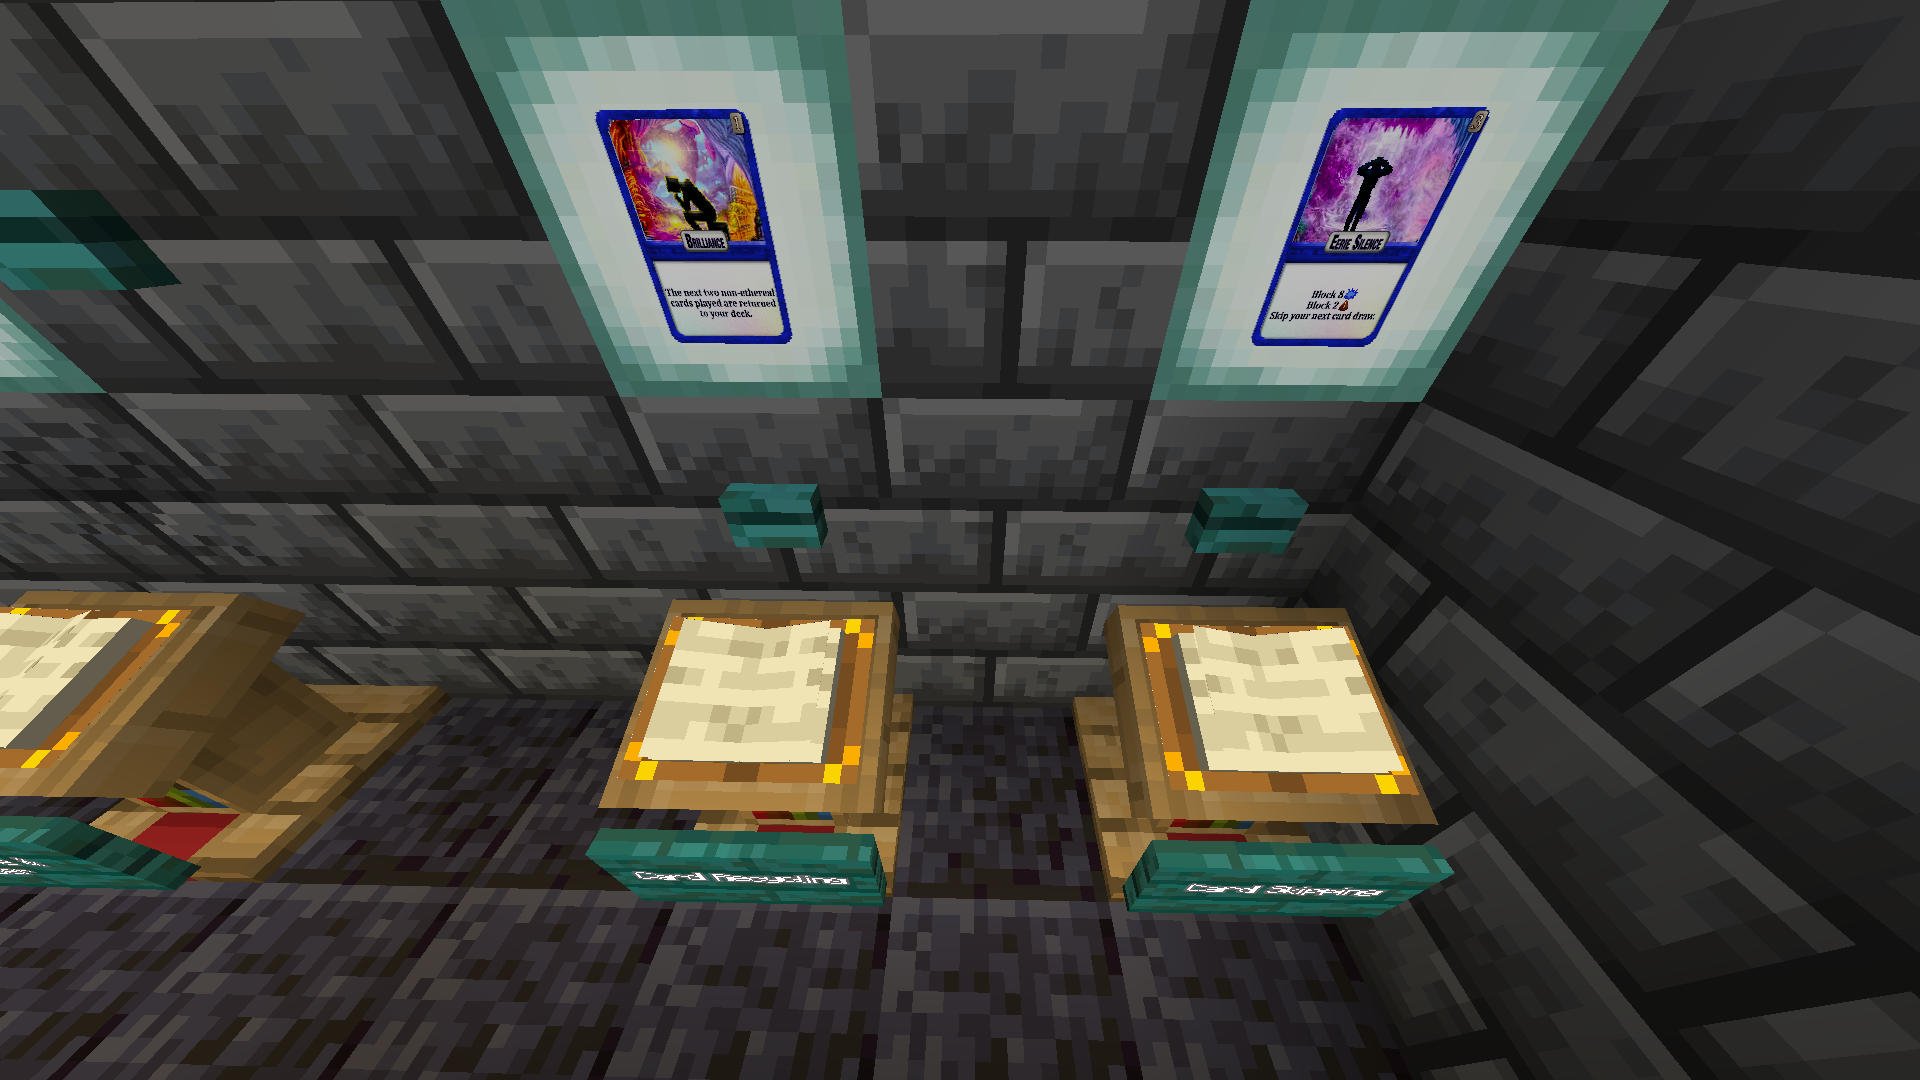 1
BRILLIANCE
The next two non-ethereal
cards played are returned
to your deck.
EERIE SILENCE
Block 8
Block 2
Skip your next card draw.
Card Recycling
Card Skipping